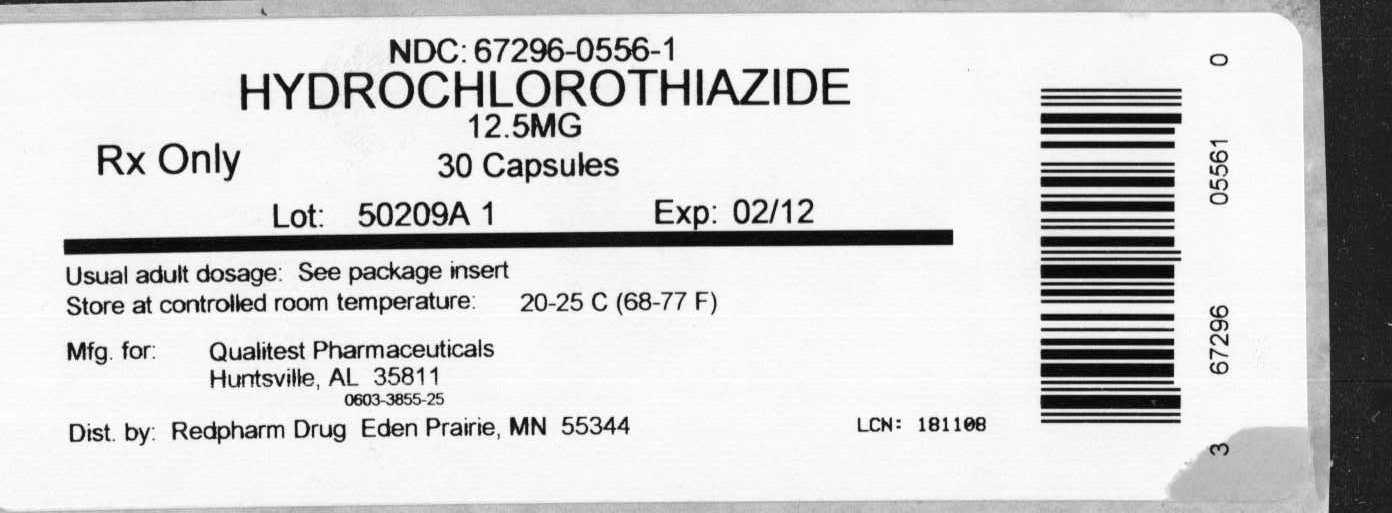 NDC: 67296-0556-1
HYDROCHLOROTHIAZIDE
12.5MG
Rx Only 30 Capsules
Lot: 50209A 1 Exp: 02/12
Usual adult dosage: See package insert
Store at controlled room temperature: 20-25 C (68-77 F)
Mfg. for: Qualitest Pharmaceuticals
Huntsville, AL 35811
0603-3855-25
Dist. by: Redpharm Drug Eden Prairie, MN 55344 LCN: 181108
3 67296 05561 0